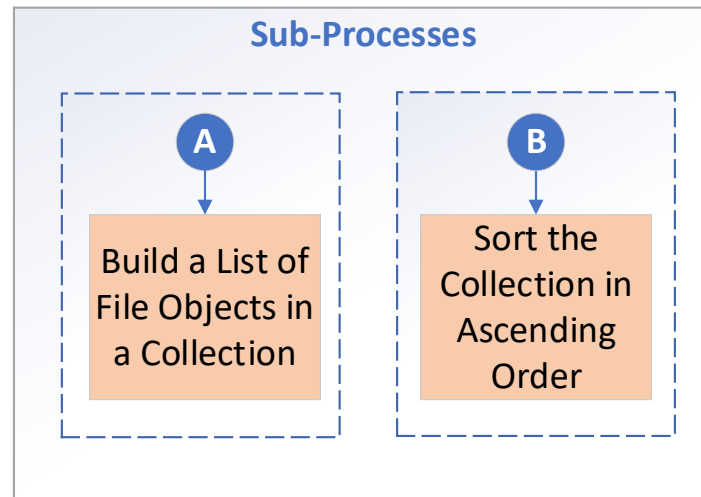 Sub-Processes
A
Build a List of
File Objects in
a Collection
B
Sort the
Collection in
Ascending
Order